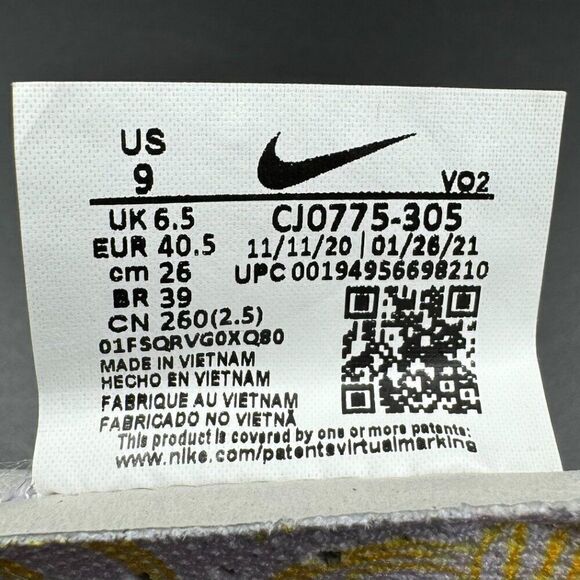 US
9
VO2
UK 6.5
CJ0775-305
EUR 40.5
11/11/20 | 01/26/21
cm 26
UPC 00194956698210
BR 39
CN 260(2.5)
01FSQRVG0XQ80
MADE IN VIETNAM
HECHO EN VIETNAM
FABRIQUE AU VIETNAM
FABRICADO NO VIETNÃ
This product is covered by one or more patents:
www.nike.com/patentsvirtualmarking